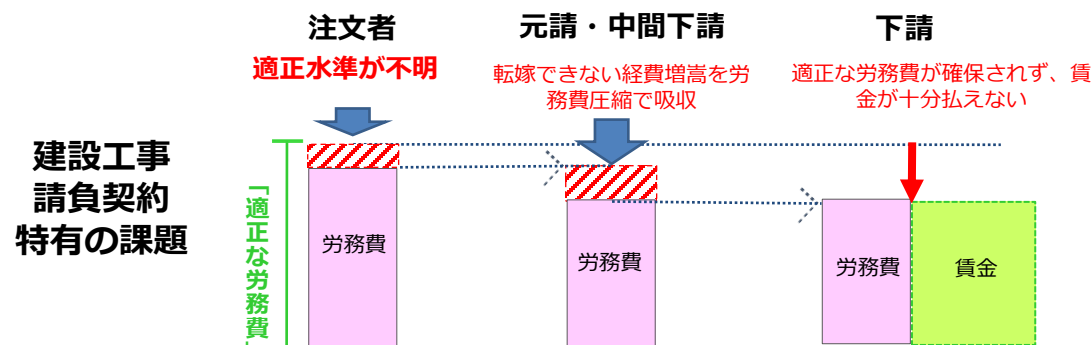 注文者
適正水準が不明
元請・中間下請
転嫁できない経費増嵩を労
務費圧縮で吸収
下請
適正な労務費が確保されず、賃
金が十分払えない
建設工事
請負契約
特有の課題
「適正な労務費」
労務費
労務費
労務費
賃金